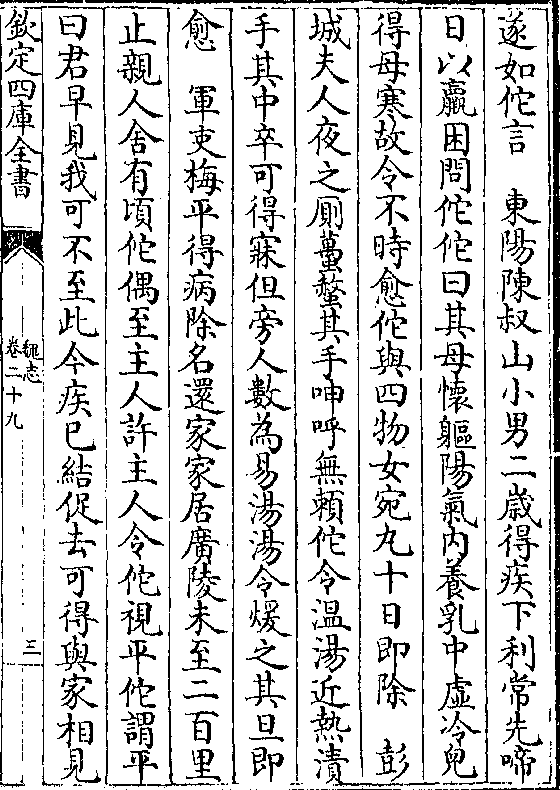 遂如佗言　東陽陳叔山小男二歳得疾下利常先啼
日以羸困問佗佗曰其母懷軀陽氣内養乳中虚冷兒
得母寒故令不時愈佗與四物女宛丸十日即除　彭
城夫人夜之厠蠆螫其手呻呼無賴佗令温湯近熱漬
手其中卒可得寐但旁人數為易湯湯令煖之其旦即
愈　軍吏梅平得病除名還家家居廣陵未至二百里
止親人舍有頃佗偶至主人許主人令佗視平佗謂平
曰君早見我可不至此今疾已結促去可得與家相見
欽定四庫全書
魏志
卷二十九
三